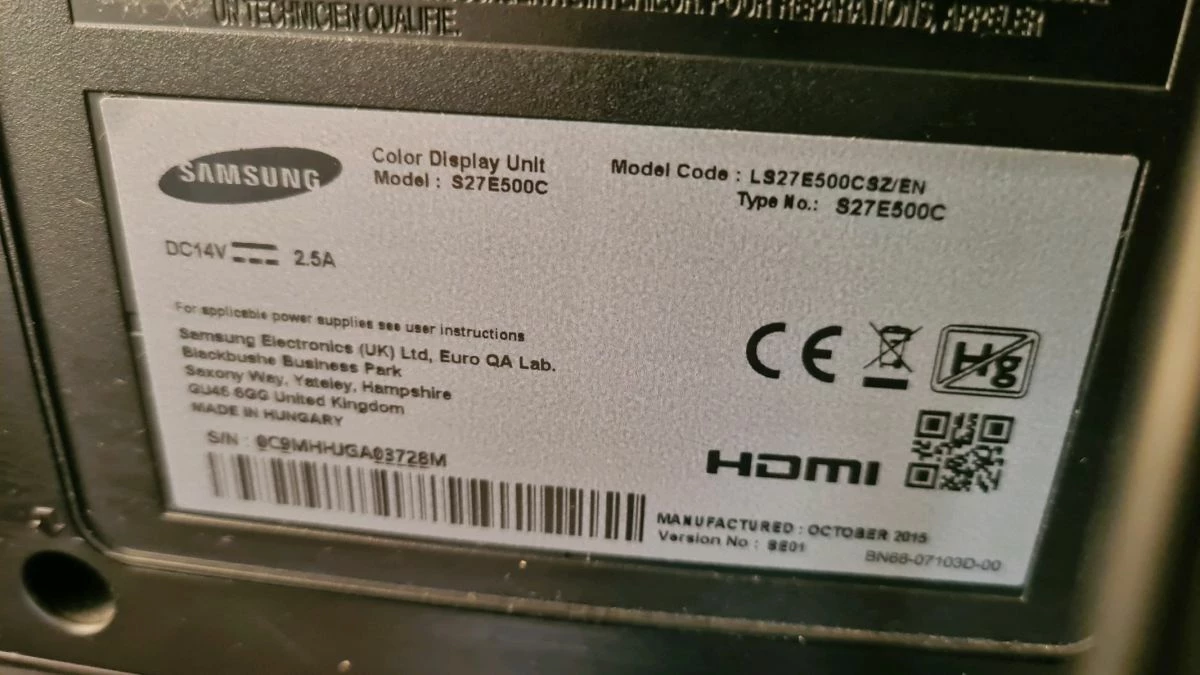 UN TECHNICIEN QUALIFIE.
POUR REPARATIONS, APPELER
SAMSUNG
Color Display Unit
Model : S27E500C
Model Code : LS27E500CSZ/EN
Type No.: S27E500C
DC14V 2.5A
For applicable power supplies see user instructions
Samsung Electronics (UK) Ltd, Euro QA Lab.
Blackbushe Business Park
Saxony Way, Yateley, Hampshire
GU46 6GG United Kingdom
MADE IN HUNGARY
S/N : 0C9MHHJGA03728M
CE
Hg
HDMI
MANUFACTURED : OCTOBER 2015
Version No : SE01
BN68-07103D-00